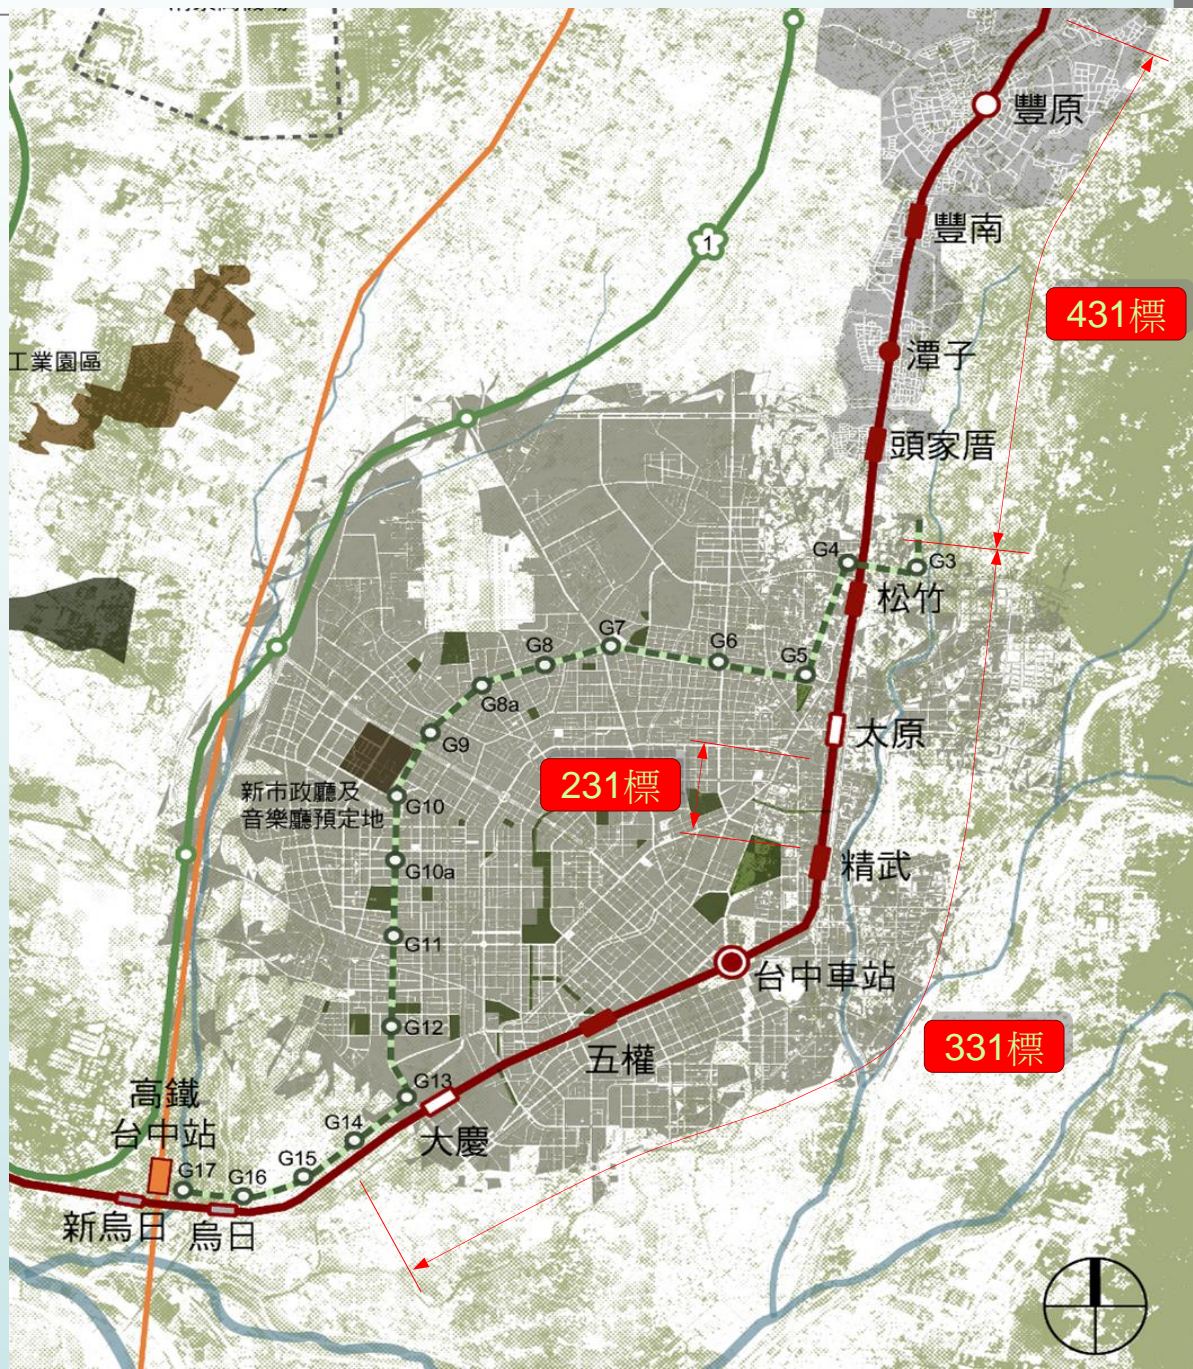 豐原
豐南
1
431標
潭子
工業園區
頭家厝
G4
G3
松竹
G7
G6
G8
G5
G8a
太原
G9
231標
新市政廳及
音樂廳預定地
G10
精武
G10a
G11
台中車站
G12
331標
五權
高鐵
台中站
G13
大慶
G14
G15
G17
G16
新烏日
烏日